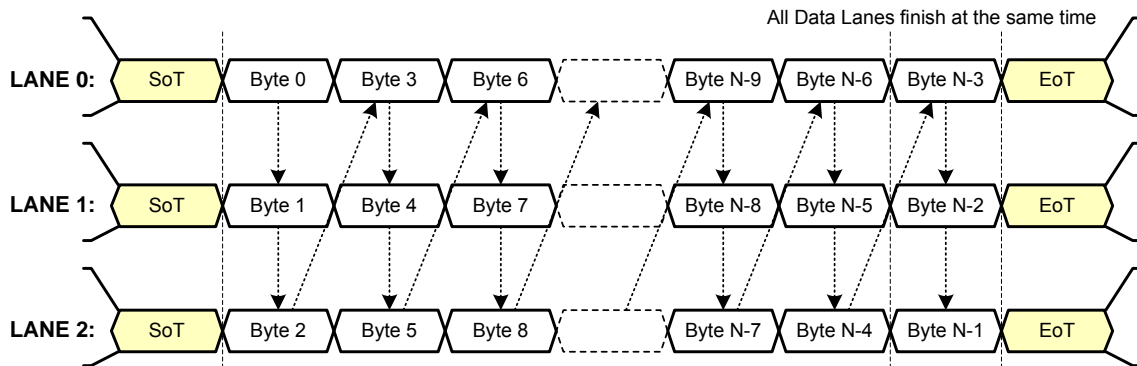 All Data Lanes finish at the same time
LANE 0: SoT Byte 0 Byte 3 Byte 6 Byte N-9 Byte N-6 Byte N-3 EoT
LANE 1: SoT Byte 1 Byte 4 Byte 7 Byte N-8 Byte N-5 Byte N-2 EoT
LANE 2: SoT Byte 2 Byte 5 Byte 8 Byte N-7 Byte N-4 Byte N-1 EoT